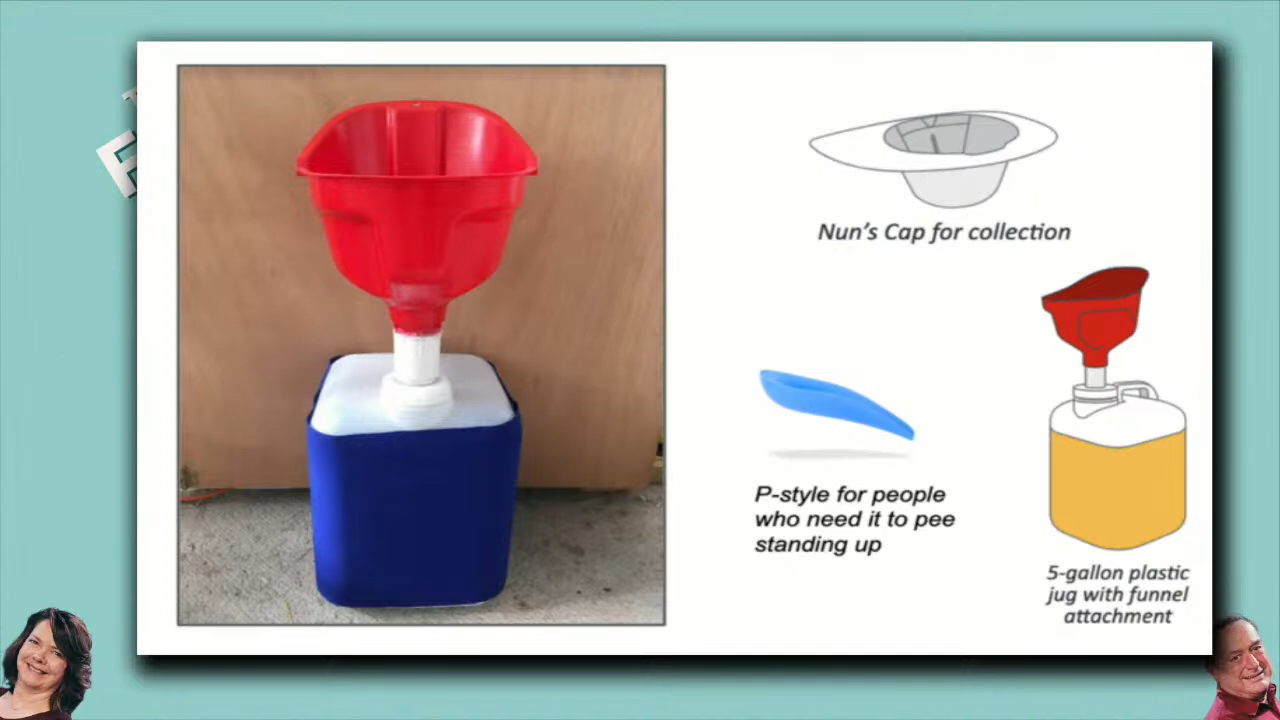 Nun's Cap for collection
P-style for people
who need it to pee
standing up
5-gallon plastic
jug with funnel
attachment